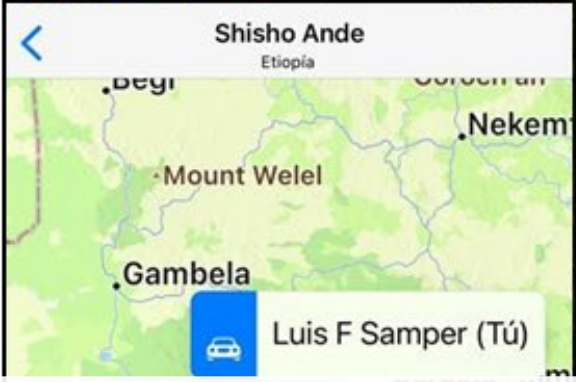 Shisho Ande
Etiopía
.Begi
Nekemt
Mount Welel
Gambela
Luis F Samper (Tú)